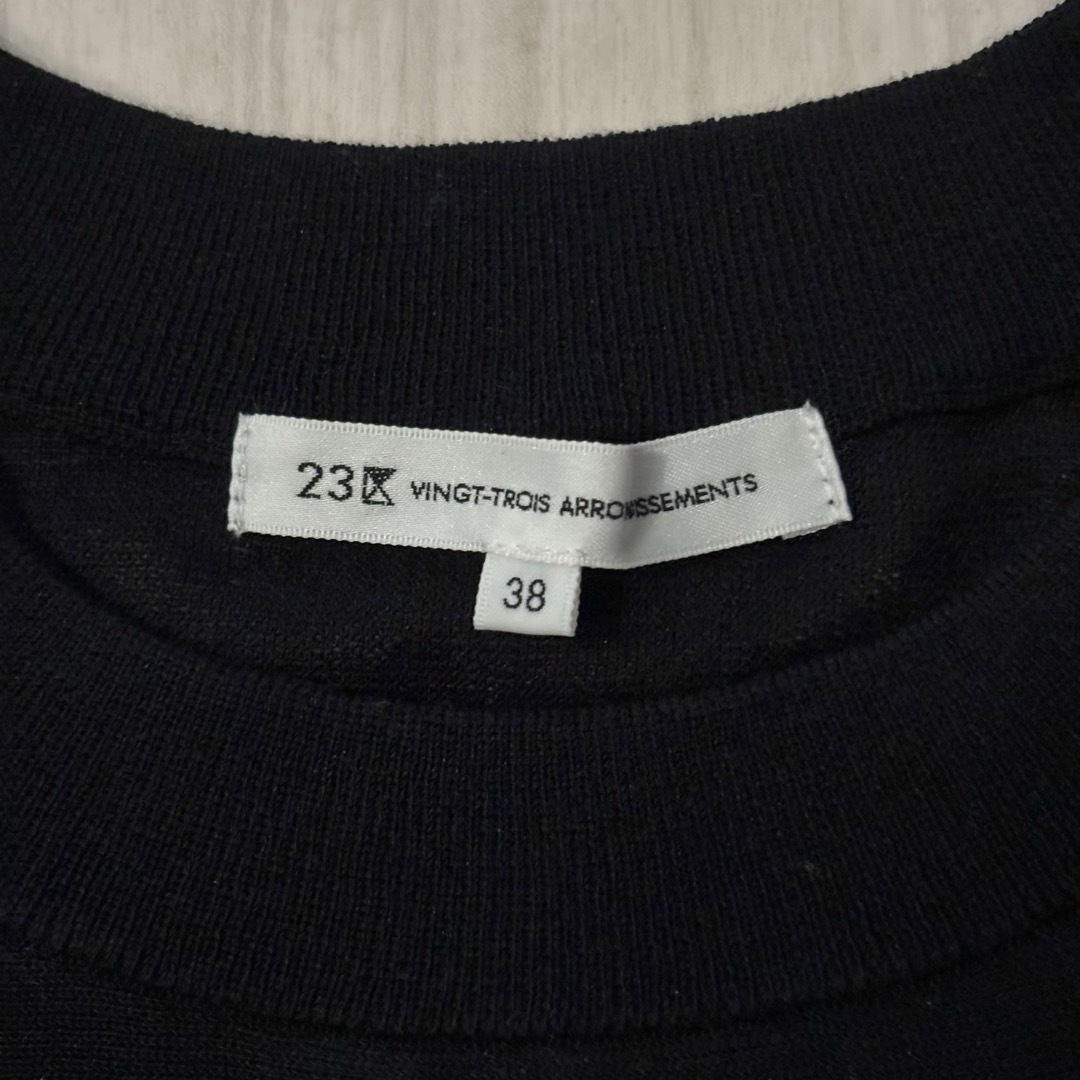 23区 VINGT-TROIS ARRONDISSEMENTS
38